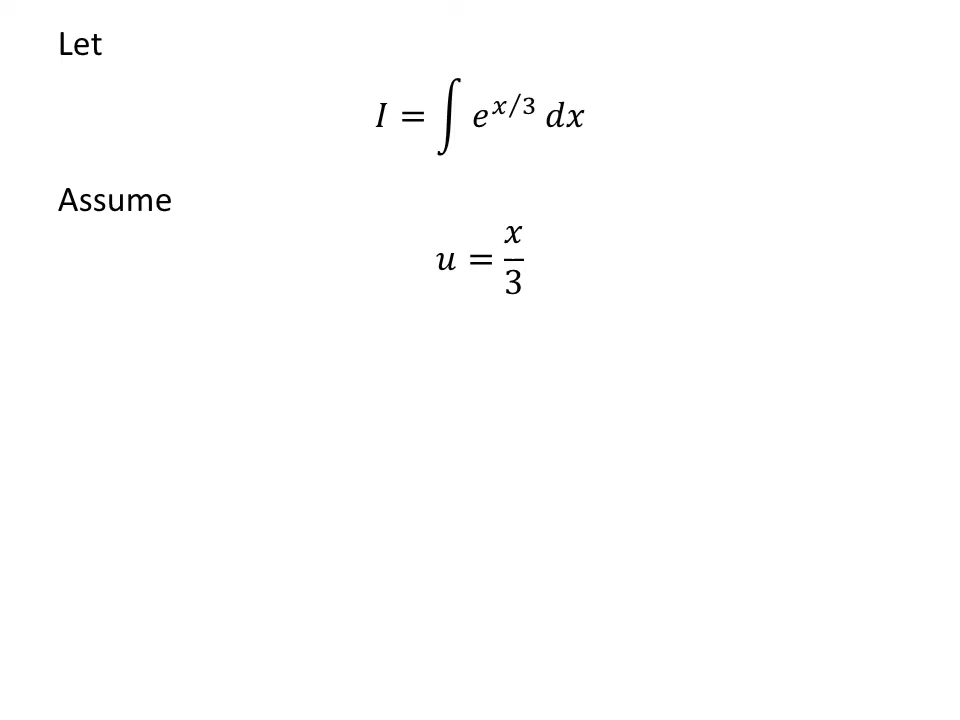 Let
I = ∫ e^{x/3} dx
Assume
u = x/3